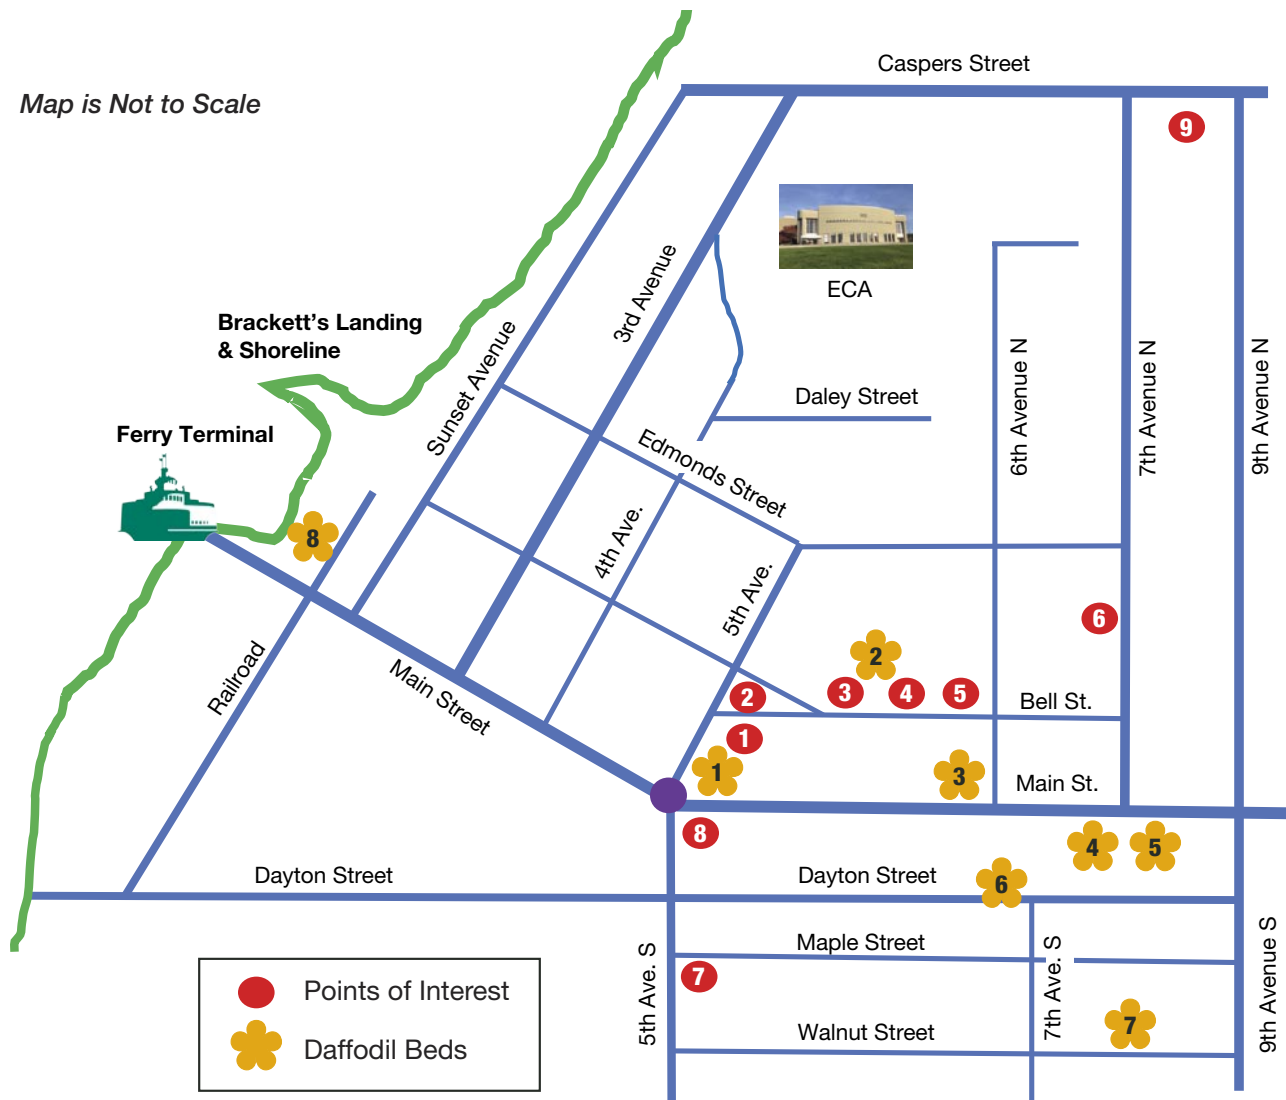 Caspers Street
Map is Not to Scale
9
ECA
3rd Avenue
Brackett's Landing
& Shoreline
Sunset Avenue
6th Avenue N
7th Avenue N
9th Avenue N
Daley Street
Ferry Terminal
Edmonds Street
8
4th Ave.
5th Ave.
6
2
Railroad
Main Street
2
3
4
5
Bell St.
1
1
3
Main St.
8
4
5
Dayton Street
Dayton Street
6
Maple Street
5th Ave. S
7th Ave. S
9th Avenue S
7
Points of Interest
7
Walnut Street
Daffodil Beds